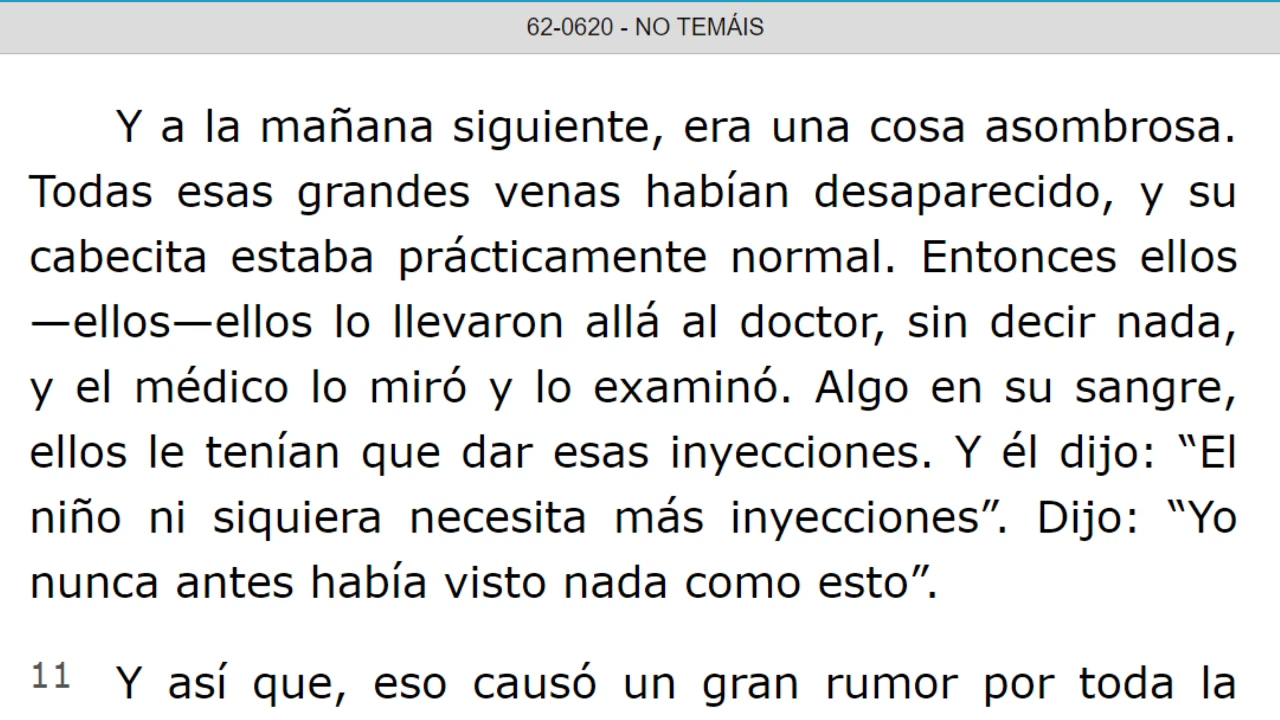 62-0620 - NO TEMÁIS
Y a la mañana siguiente, era una cosa asombrosa.
Todas esas grandes venas habían desaparecido, y su
cabecita estaba prácticamente normal. Entonces ellos
—ellos—ellos lo llevaron allá al doctor, sin decir nada,
y el médico lo miró y lo examinó. Algo en su sangre,
ellos le tenían que dar esas inyecciones. Y él dijo: “El
niño ni siquiera necesita más inyecciones”. Dijo: “Yo
nunca antes había visto nada como esto”.
11 Y así que, eso causó un gran rumor por toda la